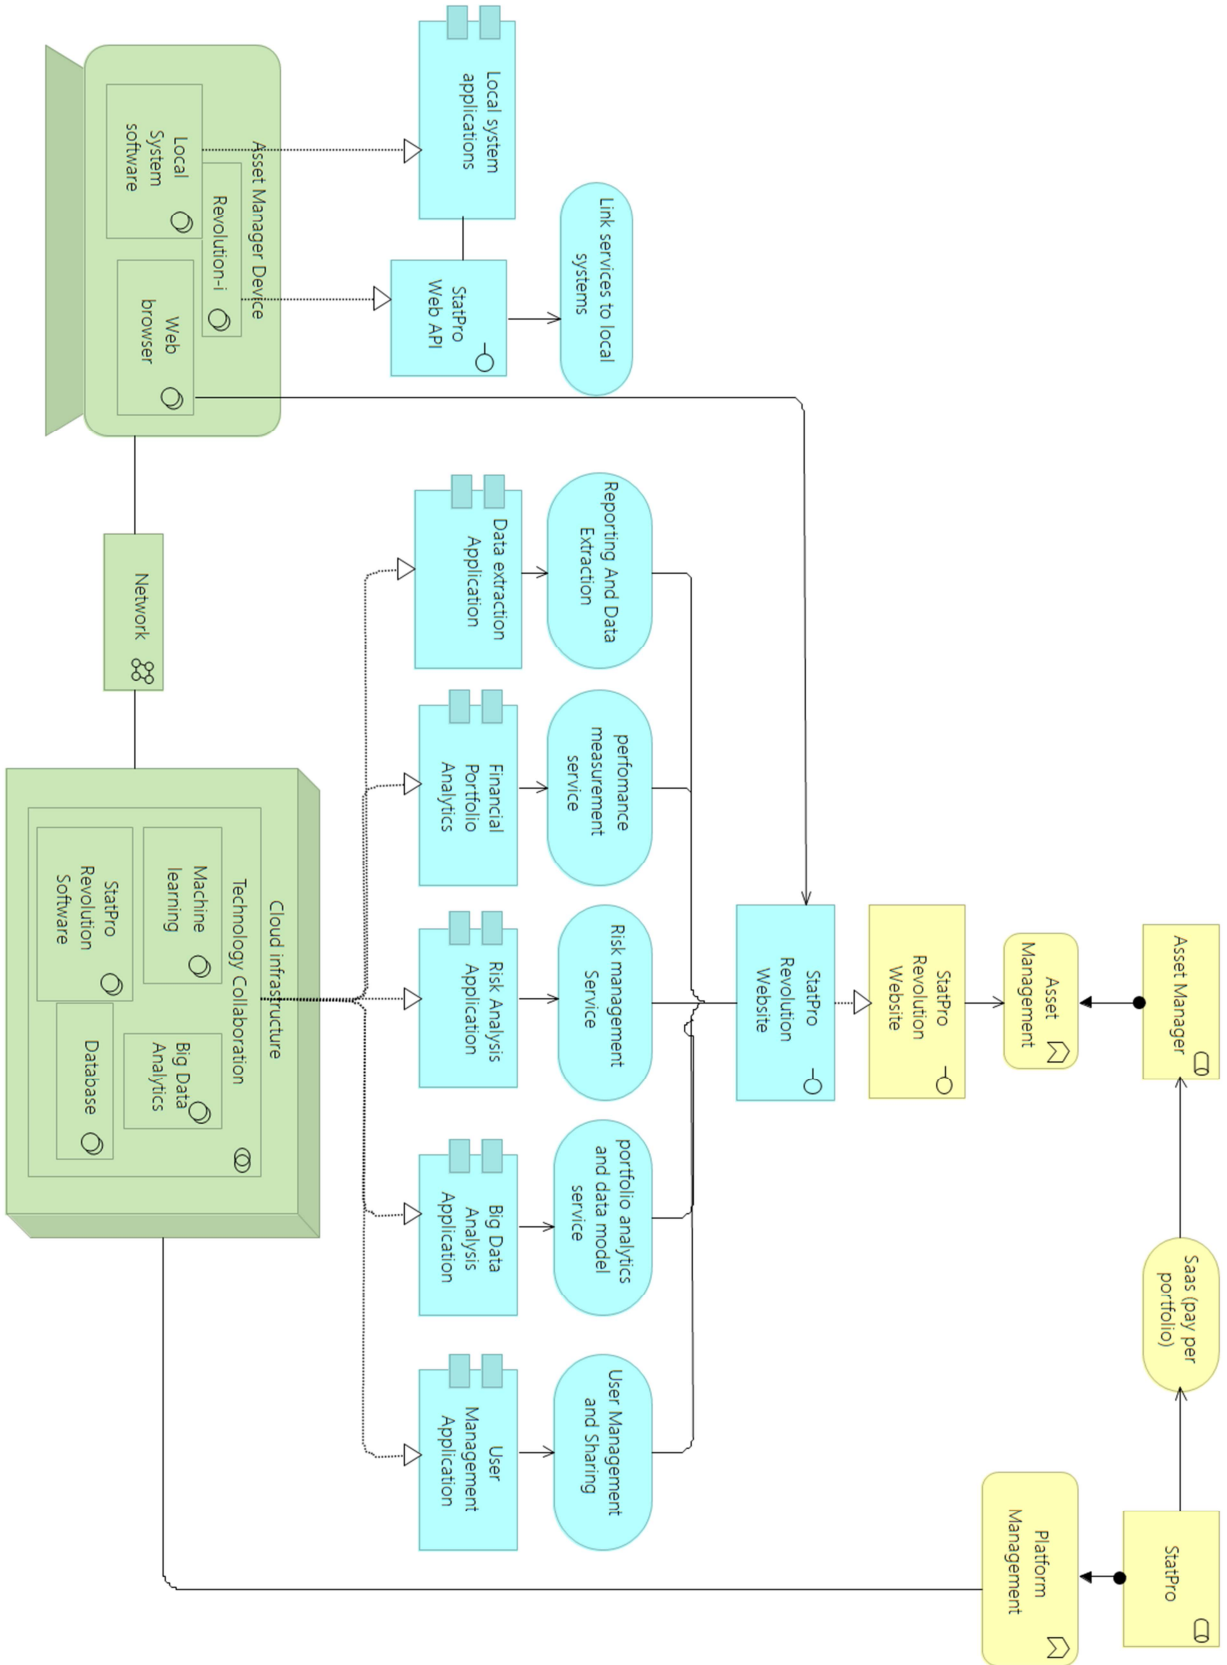 Asset Manager
Saas (pay per
portfolio)
StatPro
Asset
Management
Platform
Management
StatPro
Revolution
Website
StatPro
Revolution
Website
Link services to local
systems
Reporting And Data
Extraction
perfomance
measurement
service
Risk management
Service
portfolio analytics
and data model
service
User Management
and Sharing
Local system
applications
StatPro
Web API
Data extraction
Application
Financial
Portfolio
Analytics
Risk Analysis
Application
Big Data
Analysis
Application
User
Management
Application
Asset Manager Device
Revolution-i
Local
System
software
Web
browser
Network
Cloud infrastructure
Technology Collaboration
Machine
learning
Big Data
Analytics
StatPro
Revolution
Software
Database